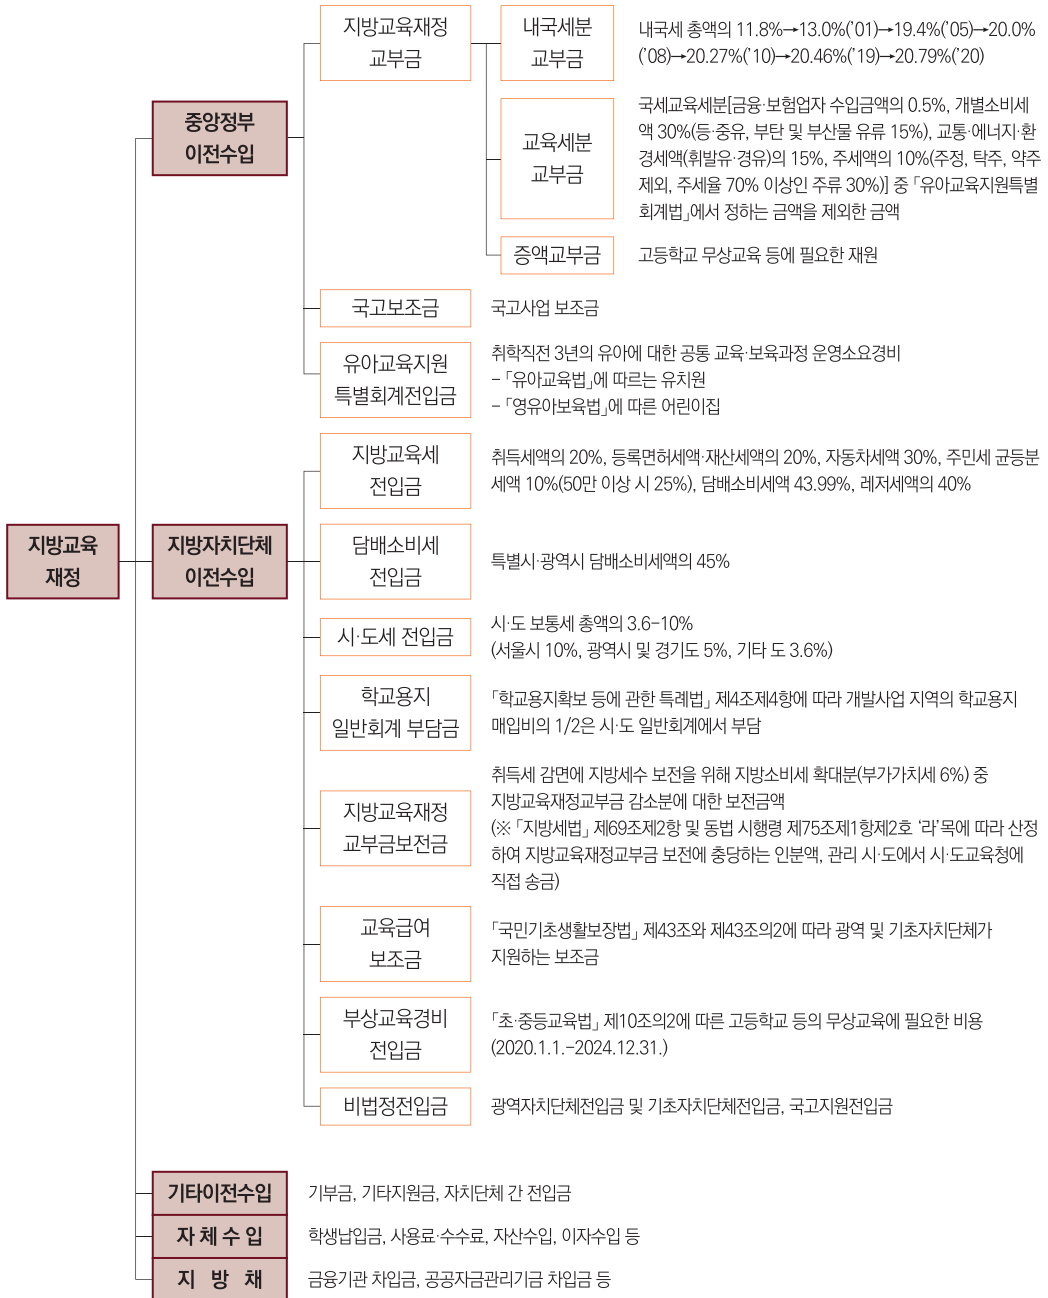 지방교육
재정
중앙정부
이전수입
지방교육재정
교부금
내국세분
교부금
내국세 총액의 11.8%→13.0%('01)→19.4%('05)→20.0%
('08)→20.27%('10)→20.46%('19)→20.79%('20)
교육세분
교부금
국세교육세분[금융·보험업자 수입금액의 0.5%, 개별소비세
액 30%(등·중유, 부탄 및 부산물 유류 15%), 교통·에너지·환
경세액(휘발유·경유)의 15%, 주세액의 10%(주정, 탁주, 약주
제외, 주세율 70% 이상인 주류 30%)] 중 「유아교육지원특별
회계법」에서 정하는 금액을 제외한 금액
증액교부금
고등학교 무상교육 등에 필요한 재원
국고보조금
국고사업 보조금
유아교육지원
특별회계전입금
취학직전 3년의 유아에 대한 공통 교육·보육과정 운영소요경비
– 「유아교육법」에 따르는 유치원
– 「영유아보육법」에 따른 어린이집
지방자치단체
이전수입
지방교육세
전입금
취득세액의 20%, 등록면허세액·재산세액의 20%, 자동차세액 30%, 주민세 균등분
세액 10%(50만 이상 시 25%), 담배소비세액 43.99%, 레저세액의 40%
담배소비세
전입금
특별시·광역시 담배소비세액의 45%
시·도세 전입금
시·도 보통세 총액의 3.6–10%
(서울시 10%, 광역시 및 경기도 5%, 기타 도 3.6%)
학교용지
일반회계 부담금
「학교용지확보 등에 관한 특례법」 제4조제4항에 따라 개발사업 지역의 학교용지
매입비의 1/2은 시·도 일반회계에서 부담
지방교육재정
교부금보전금
취득세 감면에 지방세수 보전을 위해 지방소비세 확대분(부가가치세 6%) 중
지방교육재정교부금 감소분에 대한 보전금액
(※ 「지방세법」 제69조제2항 및 동법 시행령 제75조제1항제2호 '라'목에 따라 산정
하여 지방교육재정교부금 보전에 충당하는 인분액, 관리 시·도에서 시·도교육청에
직접 송금)
교육급여
보조금
「국민기초생활보장법」 제43조와 제43조의2에 따라 광역 및 기초자치단체가
지원하는 보조금
부상교육경비
전입금
「초·중등교육법」 제10조의2에 따른 고등학교 등의 무상교육에 필요한 비용
(2020.1.1.–2024.12.31.)
비법정전입금
광역자치단체전입금 및 기초자치단체전입금, 국고지원전입금
기타이전수입
기부금, 기타지원금, 자치단체 간 전입금
자 체 수 입
학생납입금, 사용료·수수료, 자산수입, 이자수입 등
지 방 채
금융기관 차입금, 공공자금관리기금 차입금 등